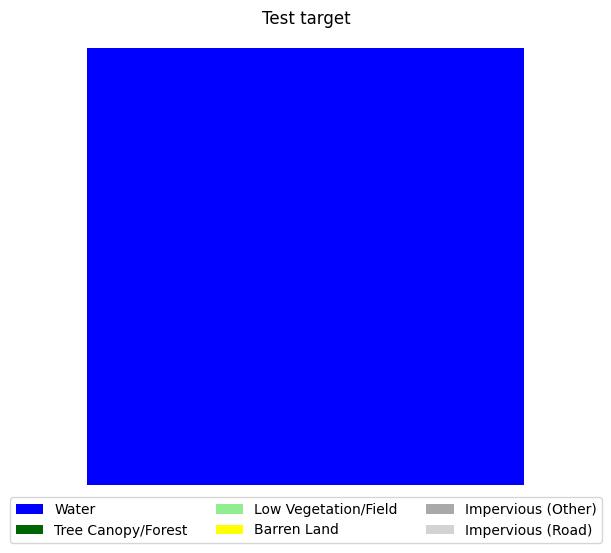 Test target
Water
Tree Canopy/Forest
Low Vegetation/Field
Barren Land
Impervious (Other)
Impervious (Road)